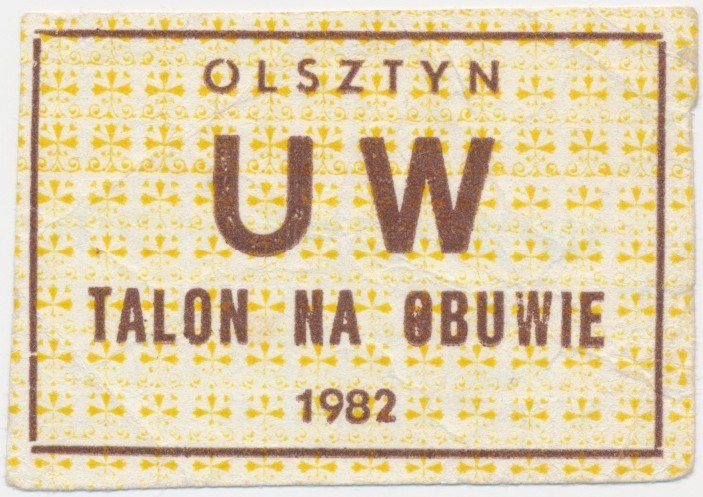 OLSZTYN
UW
TALON NA OBUWIE
1982